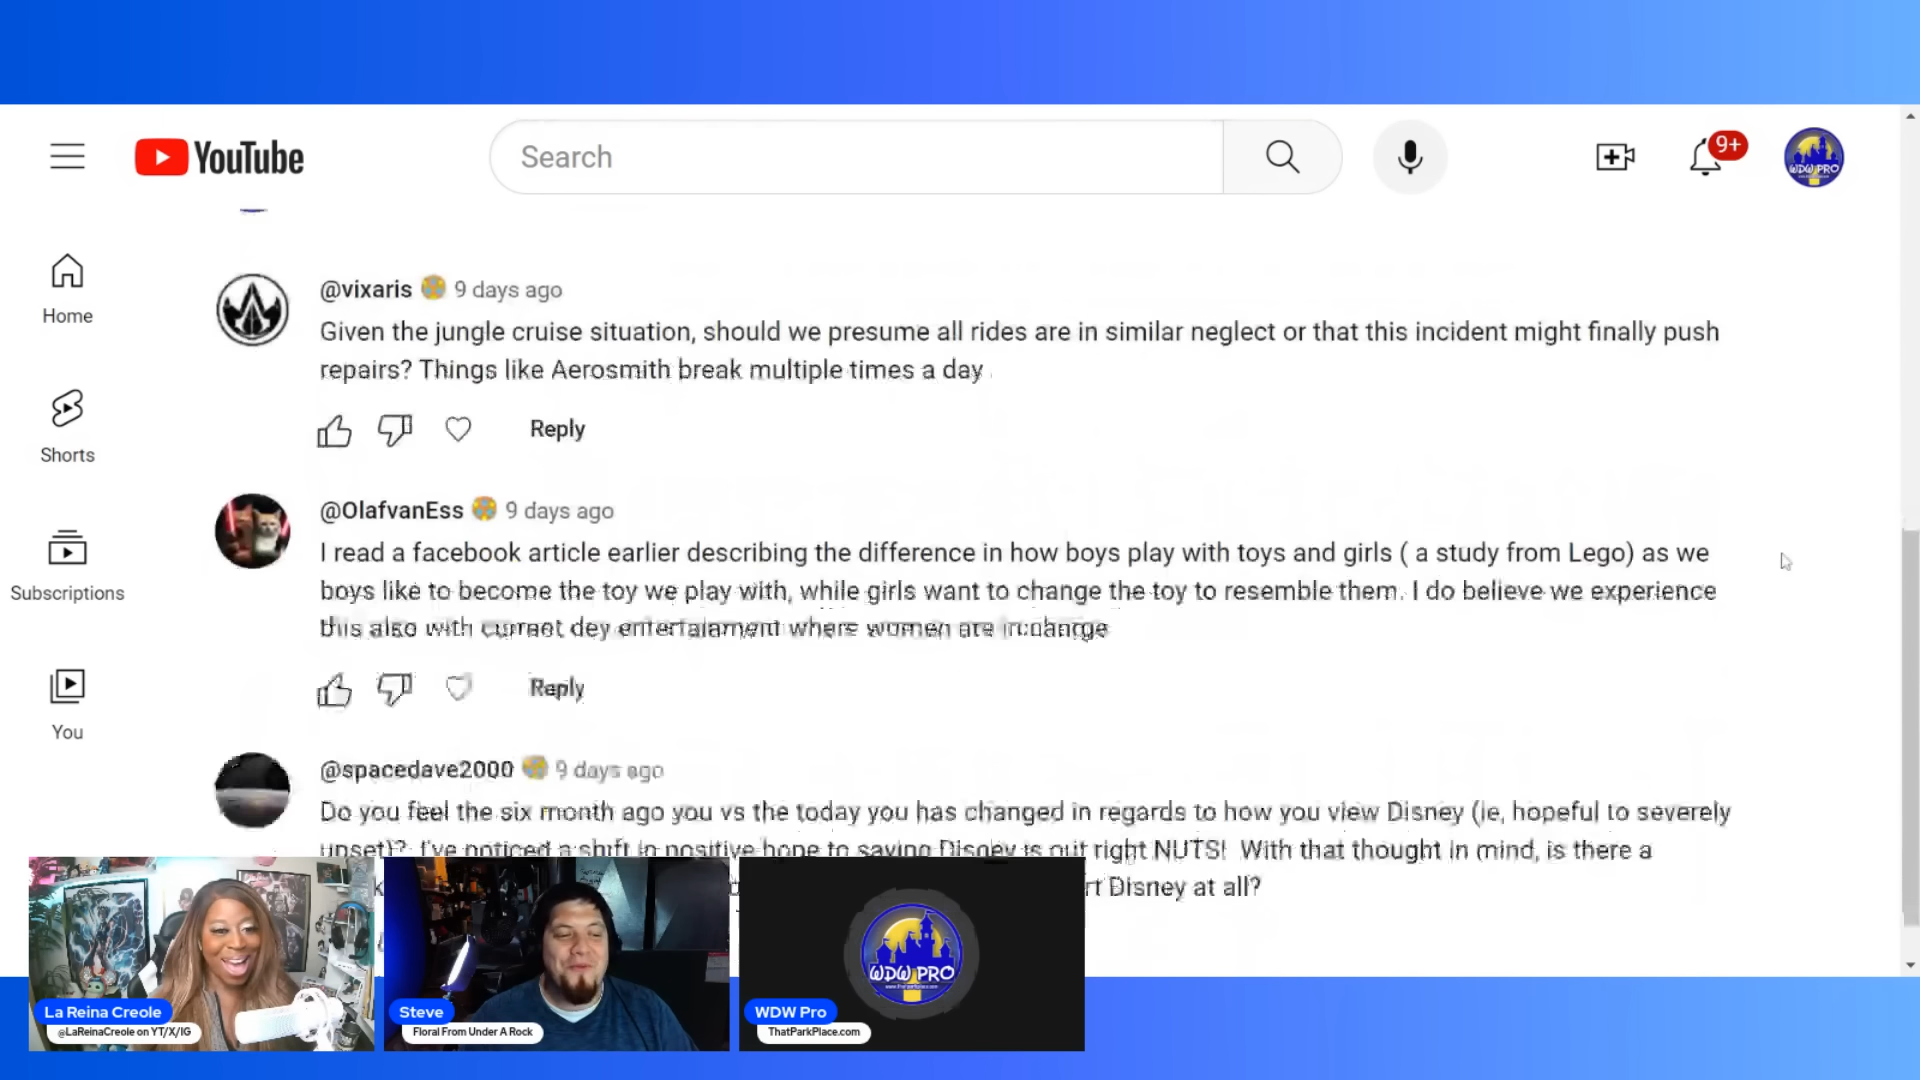 YouTube
Search
9+
WDW PRO
Home
Shorts
Subscriptions
You
@vixaris 9 days ago
Given the jungle cruise situation, should we presume all rides are in similar neglect or that this incident might finally push
repairs? Things like Aerosmith break multiple times a day
Reply
@OlafvanEss 9 days ago
I read a facebook article earlier describing the difference in how boys play with toys and girls ( a study from Lego) as we
boys like to become the toy we play with, while girls want to change the toy to resemble them. I do believe we experience
this also with current day entertainment where women are in charge
Reply
@spacedave2000 9 days ago
Do you feel the six month ago you vs the today you has changed in regards to how you view Disney (ie, hopeful to severely
upset)? I've noticed a shift in positive hope to saving Disney is out right NUTS! With that thought in mind, is there a
rt Disney at all?
La Reina Creole
@LaReinaCreole on YT/X/IG
Steve
Floral From Under A Rock
WDW PRO
WDW Pro
ThatParkPlace.com